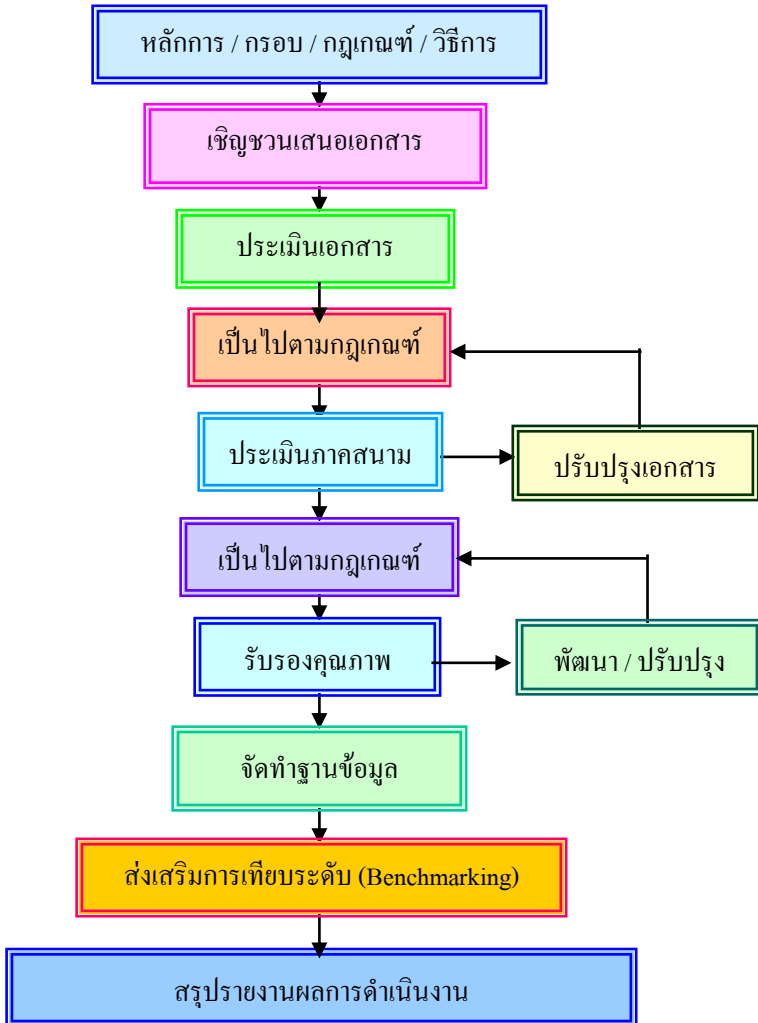 หลักการ / กรอบ / กฎเกณฑ์ / วิธีการ
เชิญชวนเสนอเอกสาร
ประเมินเอกสาร
เป็นไปตามกฎเกณฑ์
ประเมินภาคสนาม
ปรับปรุงเอกสาร
เป็นไปตามกฎเกณฑ์
รับรองคุณภาพ
พัฒนา / ปรับปรุง
จัดทำฐานข้อมูล
ส่งเสริมการเทียบระดับ (Benchmarking)
สรุปรายงานผลการดำเนินงาน